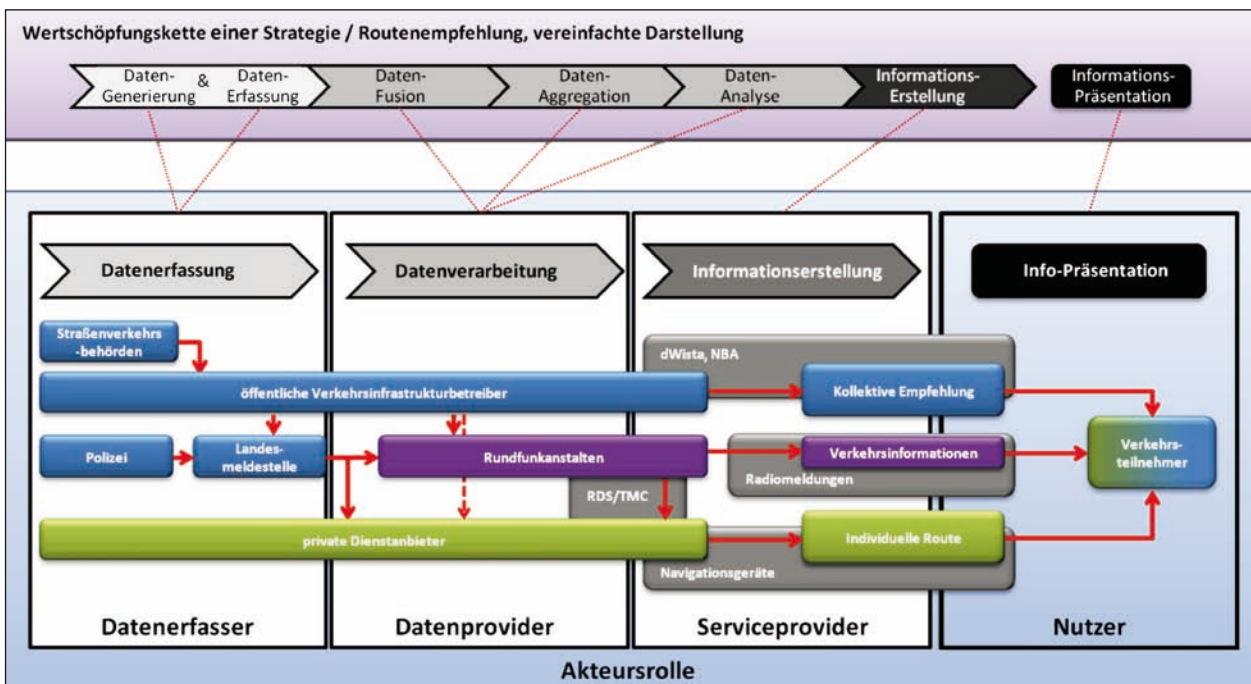 Wertschöpfungskette einer Strategie / Routenempfehlung, vereinfachte Darstellung
Daten-
Generierung
&
Daten-
Erfassung
Daten-
Fusion
Daten-
Aggregation
Daten-
Analyse
Informations-
Erstellung
Informations-
Präsentation
Datenerfassung
Datenverarbeitung
Informationserstellung
Info-Präsentation
Straßenverkehrs
-behörden
dWista, NBA
öffentliche Verkehrsinfrastrukturbetreiber
Kollektive Empfehlung
Polizei
Landes-
meldestelle
Rundfunkanstalten
Verkehrsinformationen
Verkehrs-
teilnehmer
Radiomeldungen
RDS/TMC
private Dienstanbieter
Individuelle Route
Navigationsgeräte
Datenerfasser
Datenprovider
Serviceprovider
Nutzer
Akteursrolle